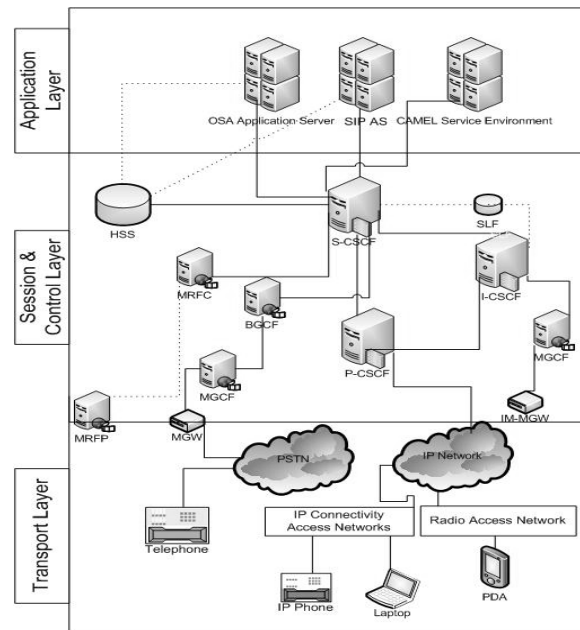 Application
Layer
OSA Application Server
SIP AS
CAMEL Service Environment
Session &
Control Layer
HSS
S-CSCF
SLF
MRFC
I-CSCF
BGCF
P-CSCF
MGCF
MGCF
MRFP
MGW
IM-MGW
Transport Layer
PSTN
IP Network
Telephone
IP Connectivity
Access Networks
Radio Access Network
IP Phone
Laptop
PDA